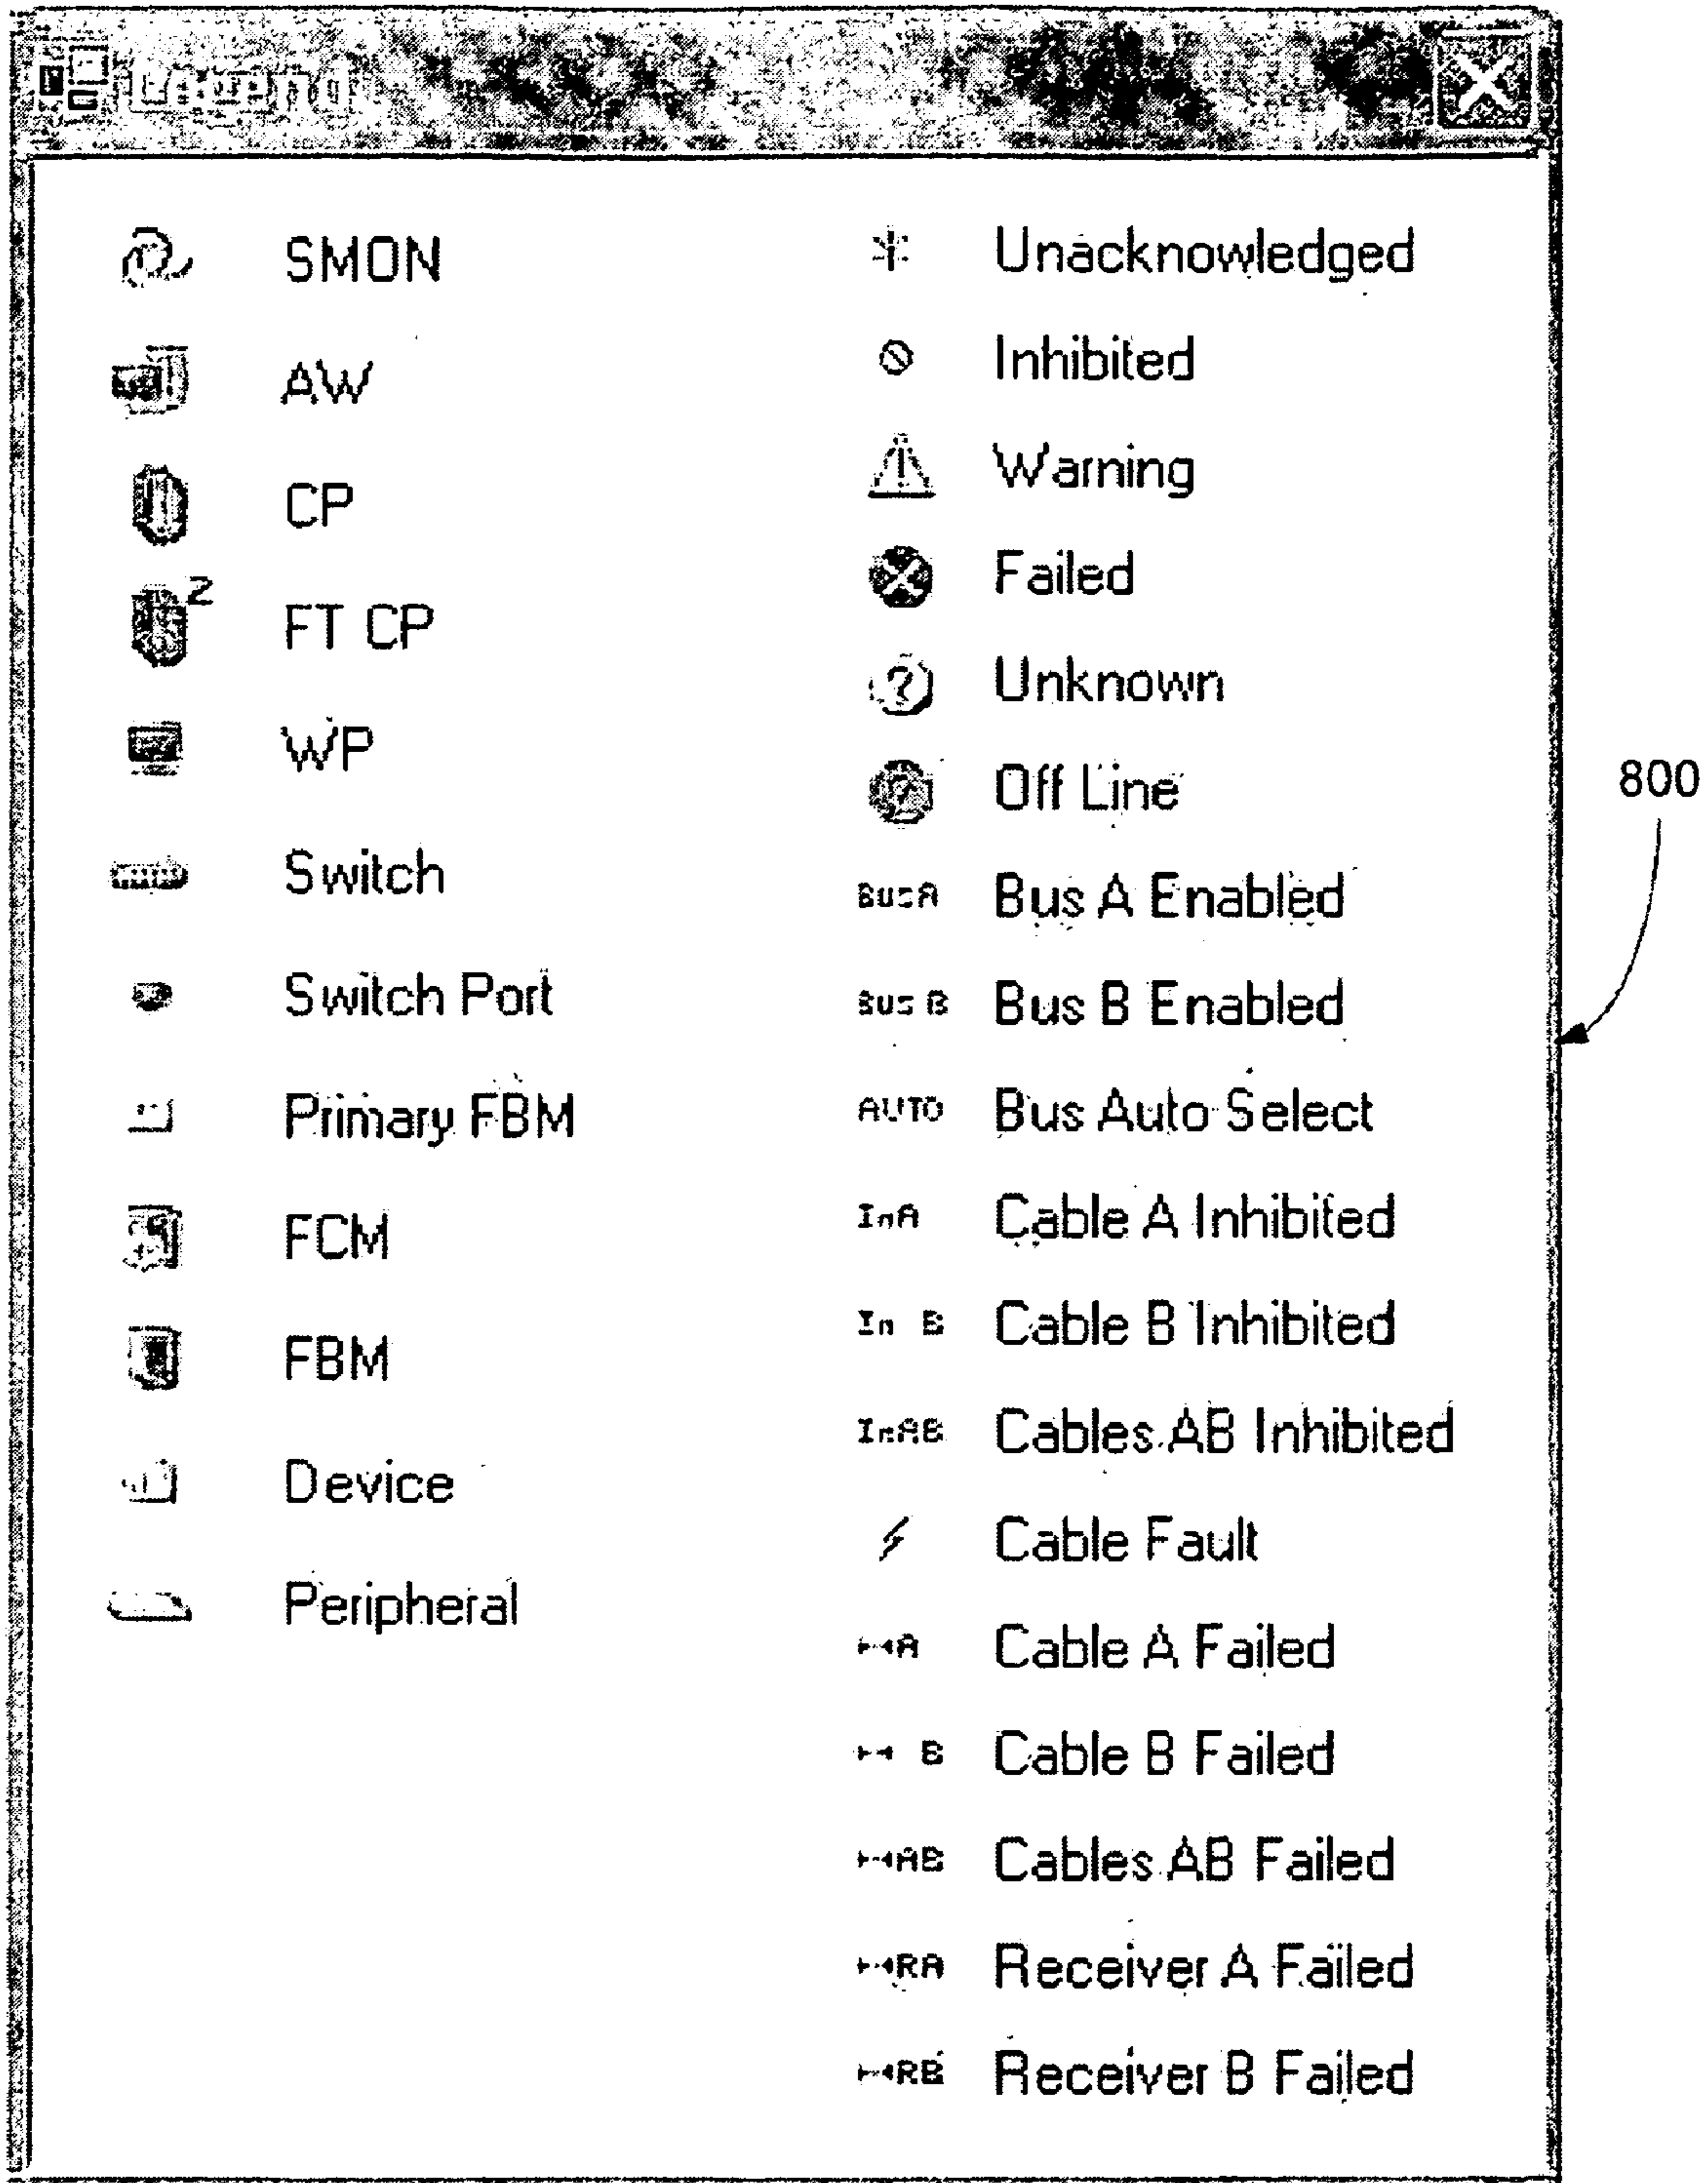 Legend
SMON
AW
CP
2
FT CP
WP
Switch
Switch Port
Primary FBM
FCM
FBM
Device
Peripheral
Unacknowledged
Inhibited
Warning
Failed
? Unknown
? Off Line
BusA Bus A Enabled
Bus B Bus B Enabled
AUTO Bus Auto Select
InA Cable A Inhibited
In B Cable B Inhibited
InAB Cables AB Inhibited
Cable Fault
A Cable A Failed
B Cable B Failed
AB Cables AB Failed
RA Receiver A Failed
RB Receiver B Failed
800